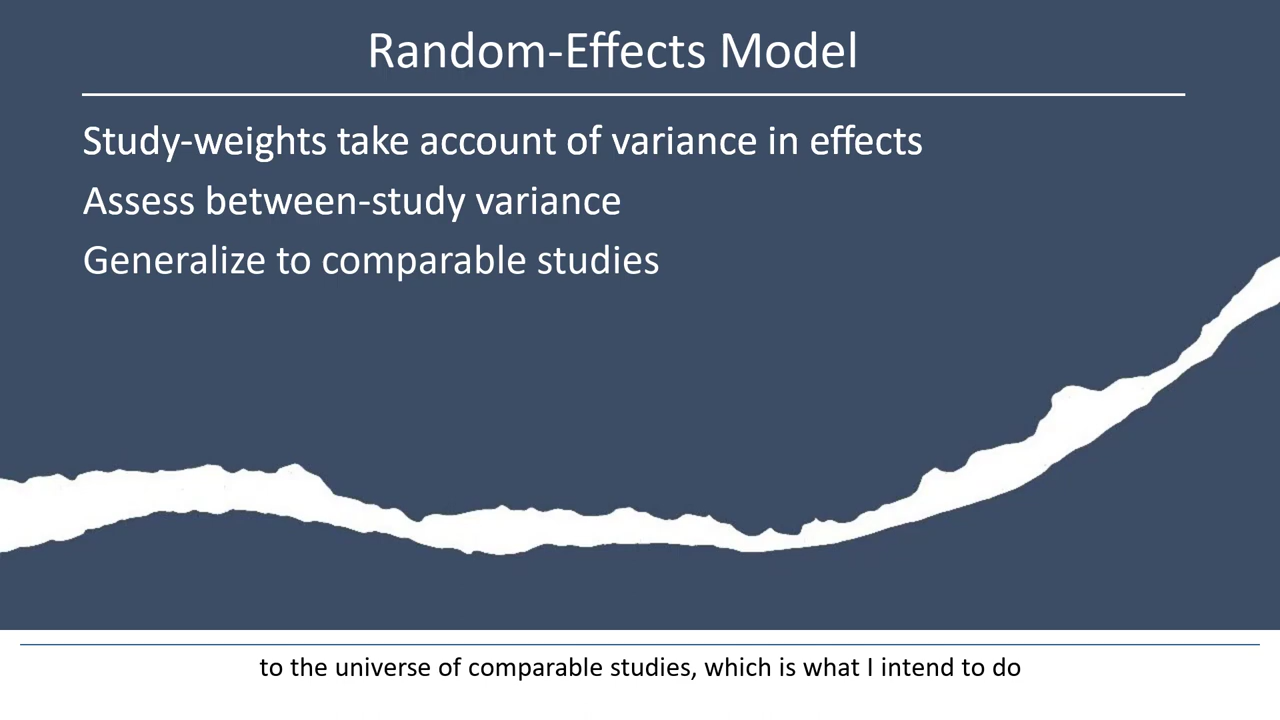 Random-Effects Model
Study-weights take account of variance in effects
Assess between-study variance
Generalize to comparable studies
to the universe of comparable studies, which is what I intend to do